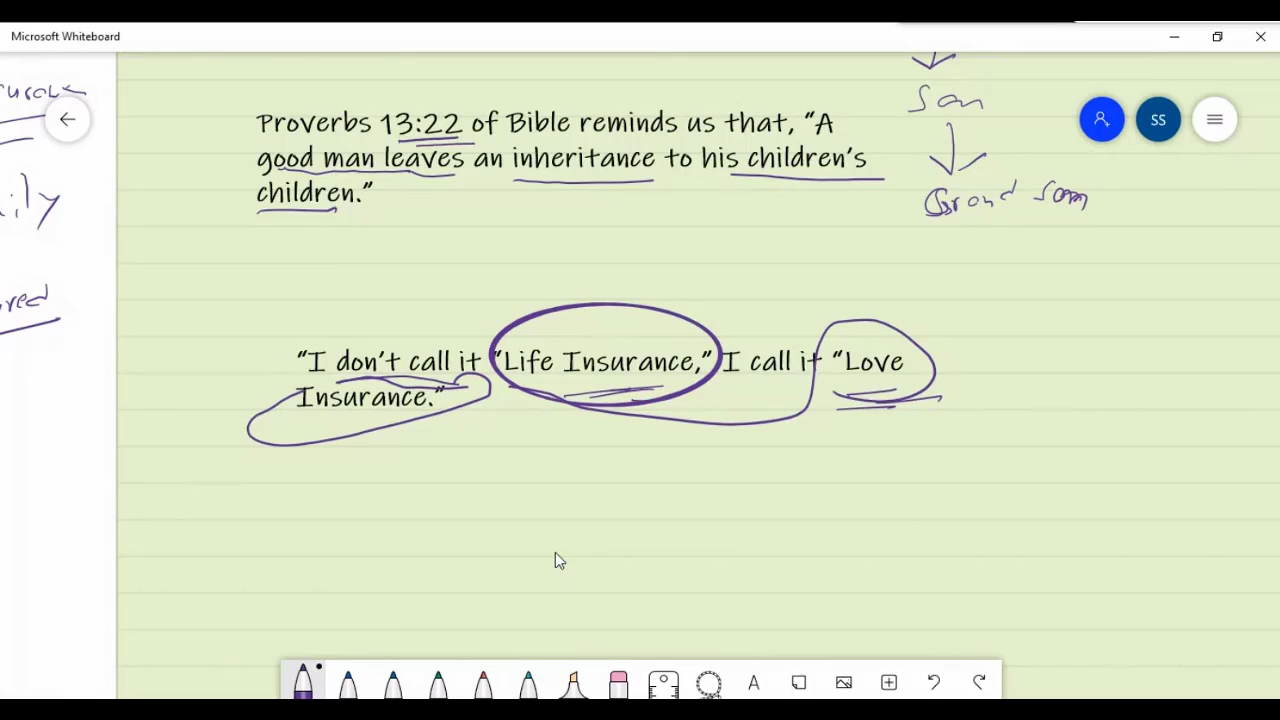 Microsoft Whiteboard
Proverbs 13:22 of Bible reminds us that, “A
good man leaves an inheritance to his children’s
children.”
Son
Grand Son
SS
“I don’t call it “Life Insurance,” I call it “Love
Insurance.”
A